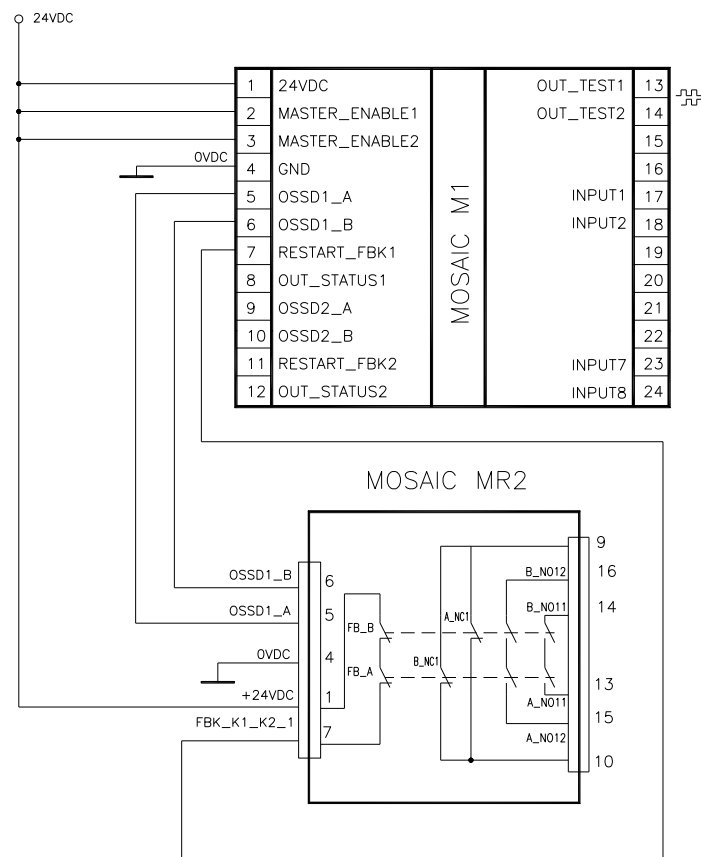 24VDC
1 24VDC
2 MASTER_ENABLE1
3 MASTER_ENABLE2
0VDC
4 GND
5 OSSD1_A
6 OSSD1_B
7 RESTART_FBK1
8 OUT_STATUS1
9 OSSD2_A
10 OSSD2_B
11 RESTART_FBK2
12 OUT_STATUS2
MOSAIC M1
OUT_TEST1 13
OUT_TEST2 14
15
16
INPUT1 17
INPUT2 18
19
20
21
22
INPUT7 23
INPUT8 24
MOSAIC MR2
OSSD1_B 6
OSSD1_A 5
0VDC 4
+24VDC 1
FBK_K1_K2_1 7
FB_B
FB_A
A_NC1
B_NC1
9
B_NO12 16
B_NO11 14
13
A_NO11
15
A_NO12
10